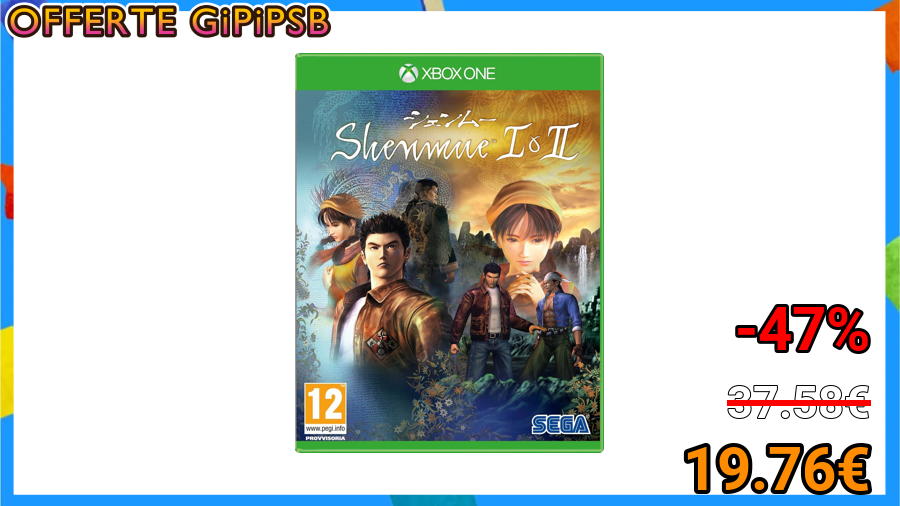 OFFERTE GiPiPSB
XBOX ONE
シェンムー
Shenmue I & II
12
www.pegi.info
PROVVISORIA
SEGA
-47%
37.58€
19.76€